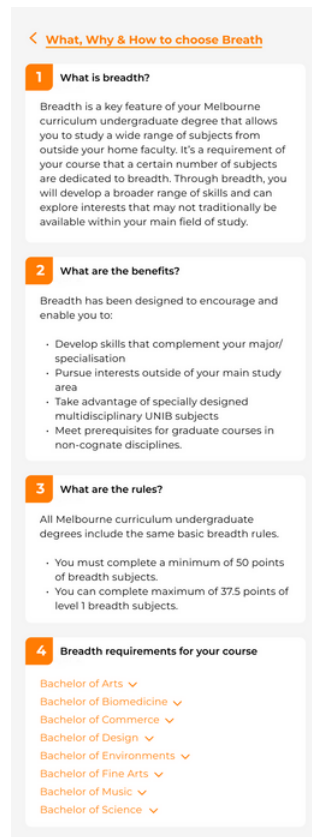 What, Why & How to choose Breath
1 What is breadth?
Breadth is a key feature of your Melbourne
curriculum undergraduate degree that allows
you to study a wide range of subjects from
outside your home faculty. It's a requirement of
your course that a certain number of subjects
are dedicated to breadth. Through breadth, you
will develop a broader range of skills and can
explore interests that may not traditionally be
available within your main field of study.
2 What are the benefits?
Breadth has been designed to encourage and
enable you to:
• Develop skills that complement your major/
specialisation
• Pursue interests outside of your main study
area
• Take advantage of specially designed
multidisciplinary UNIB subjects
• Meet prerequisites for graduate courses in
non-cognate disciplines.
3 What are the rules?
All Melbourne curriculum undergraduate
degrees include the same basic breadth rules.
• You must complete a minimum of 50 points
of breadth subjects.
• You can complete maximum of 37.5 points of
level 1 breadth subjects.
4 Breadth requirements for your course
Bachelor of Arts
Bachelor of Biomedicine
Bachelor of Commerce
Bachelor of Design
Bachelor of Environments
Bachelor of Fine Arts
Bachelor of Music
Bachelor of Science